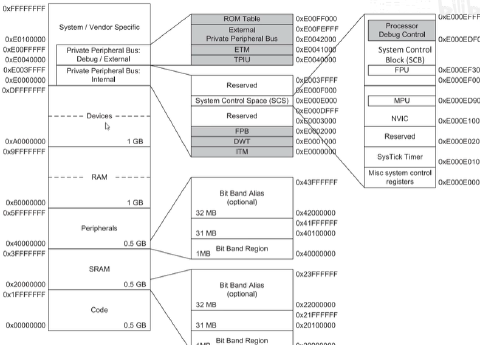 0xFFFFFFFF
System / Vendor Specific
0xE0100000
0xE00FFFFF
Private Peripheral Bus:
Debug / External
0xE0040000
0xE003FFFF
Private Peripheral Bus:
Internal
0xE0000000
0xDFFFFFFF
Devices
0xA0000000
1 GB
0x9FFFFFFF
RAM
0x60000000
1 GB
0x5FFFFFFF
Peripherals
0x40000000
0.5 GB
0x3FFFFFFF
SRAM
0x20000000
0.5 GB
0x1FFFFFFF
Code
0x00000000
0.5 GB
ROM Table
0xE00FF000
External
Private Peripheral Bus
0xE00FEFFF
0xE0042000
ETM
0xE0041000
TPIU
0xE0040000
Reserved
0xE003FFFF
0xE000F000
System Control Space (SCS)
0xE000E000
Reserved
0xE000DFFF
0xE0003000
FPB
0xE0002000
DWT
0xE0001000
ITM
0xE0000000
0x43FFFFFF
Bit Band Alias
(optional)
32 MB
0x42000000
0x41FFFFFF
31 MB
0x40100000
1MB
Bit Band Region
0x40000000
0x23FFFFFF
Bit Band Alias
(optional)
32 MB
0x22000000
0x21FFFFFF
31 MB
0x20100000
Bit Band Region
0xE000EFFF
Processor
Debug Control
System Control
Block (SCB)
FPU
0xE000EF00
MPU
0xE000ED90
NVIC
0xE000E100
Reserved
SysTick Timer
0xE000E010
Misc system control
registers
0xE000E000